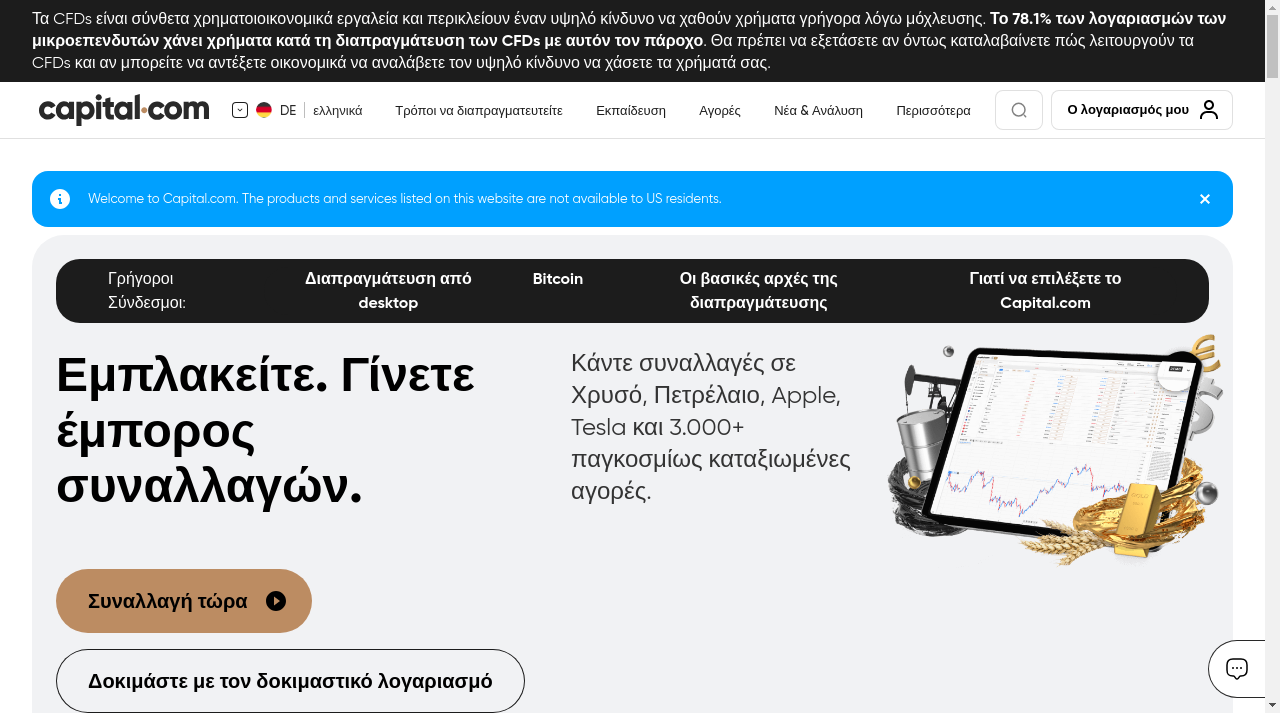 Τα CFDs είναι σύνθετα χρηματοιοικονομικά εργαλεία και περικλείουν έναν υψηλό κίνδυνο να χαθούν χρήματα γρήγορα λόγω μόχλευσης. Το 78.1% των λογαριασμών των
μικροεπενδυτών χάνει χρήματα κατά τη διαπραγμάτευση των CFDs με αυτόν τον πάροχο. Θα πρέπει να εξετάσετε αν όντως καταλαβαίνετε πώς λειτουργούν τα
CFDs και αν μπορείτε να αντέξετε οικονομικά να αναλάβετε τον υψηλό κίνδυνο να χάσετε τα χρήματά σας.
capital.com DE ελληνικά Τρόποι να διαπραγματευτείτε Εκπαίδευση Αγορές Νέα & Ανάλυση Περισσότερα Ο λογαριασμός μου
Welcome to Capital.com. The products and services listed on this website are not available to US residents.
Γρήγοροι
Σύνδεσμοι:
Διαπραγμάτευση από
desktop
Bitcoin
Οι βασικές αρχές της
διαπραγμάτευσης
Γιατί να επιλέξετε το
Capital.com
Εμπλακείτε. Γίνετε
έμπορος
συναλλαγών.
Κάντε συναλλαγές σε
Χρυσό, Πετρέλαιο, Apple,
Tesla και 3.000+
παγκοσμίως καταξιωμένες
αγορές.
Συναλλαγή τώρα
Δοκιμάστε με τον δοκιμαστικό λογαριασμό